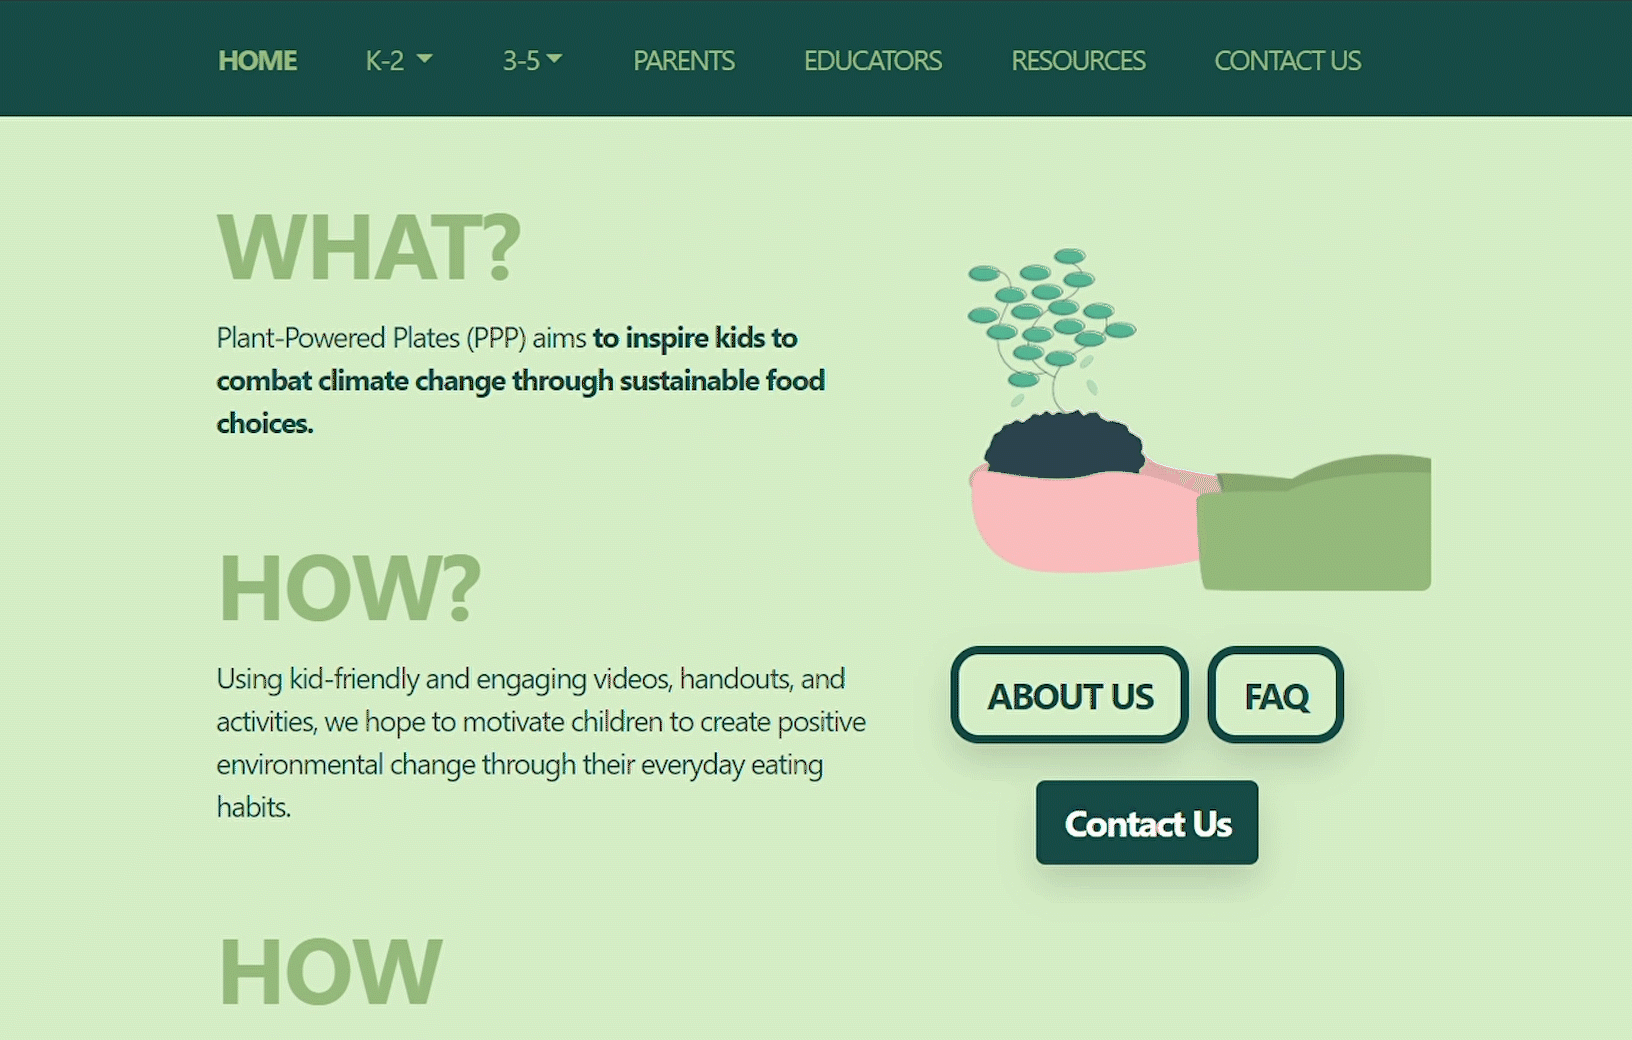 HOME K-2 3-5 PARENTS EDUCATORS RESOURCES CONTACT US
WHAT?
Plant-Powered Plates (PPP) aims to inspire kids to
combat climate change through sustainable food
choices.
HOW?
Using kid-friendly and engaging videos, handouts, and
activities, we hope to motivate children to create positive
environmental change through their everyday eating
habits.
HOW
ABOUT US
FAQ
Contact Us